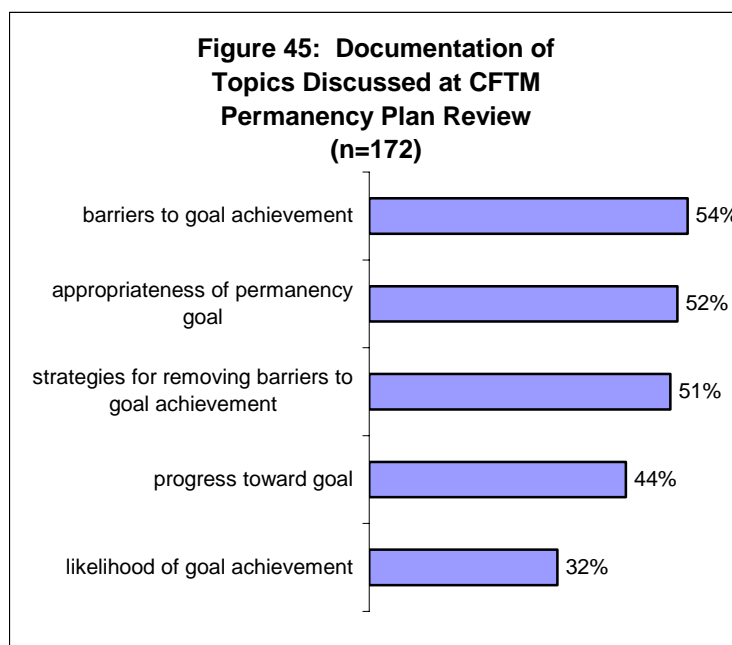 Figure 45:  Documentation of
Topics Discussed at CFTM
Permanency Plan Review
(n=172)
barriers to goal achievement
54%
appropriateness of permanency
goal
52%
strategies for removing barriers to
goal achievement
51%
progress toward goal
44%
likelihood of goal achievement
32%